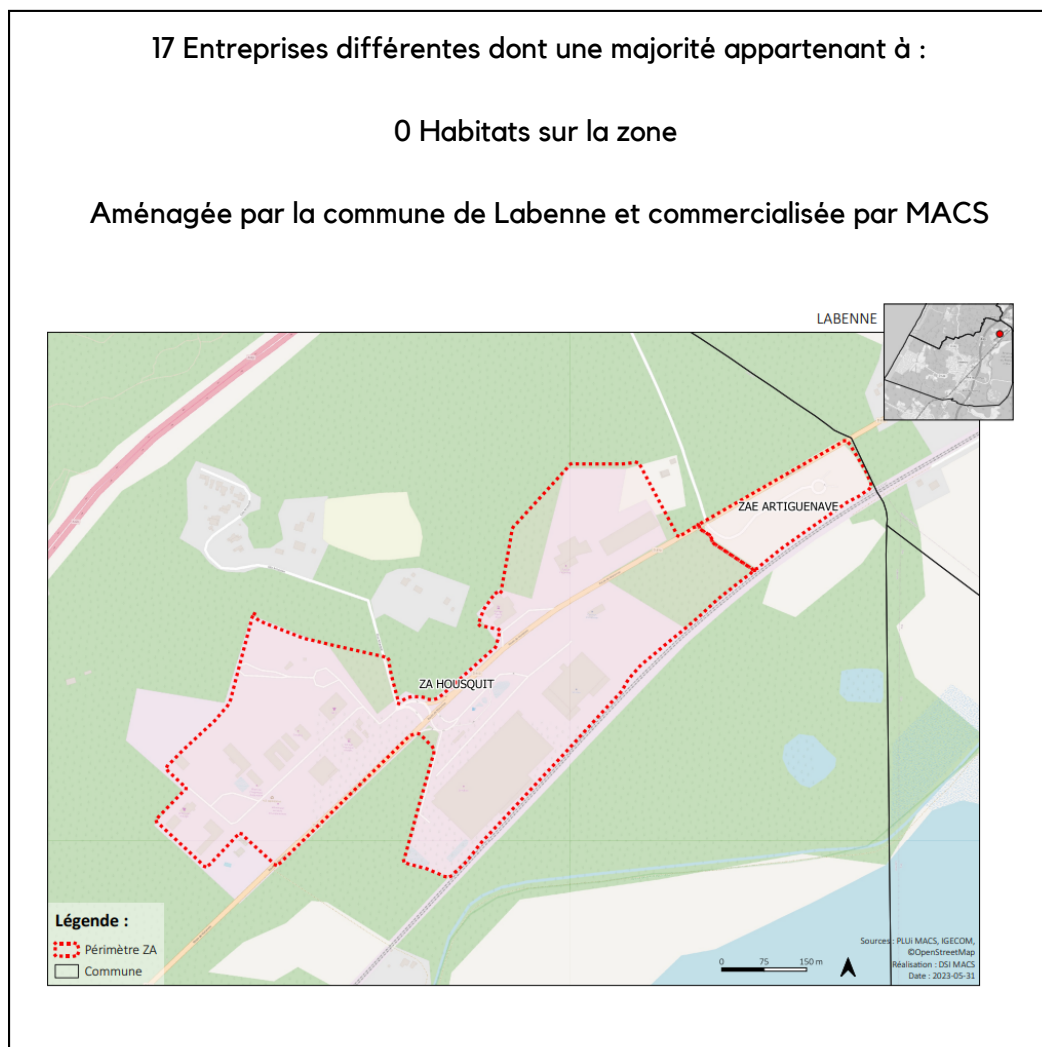 17 Entreprises différentes dont une majorité appartenant à :
0 Habitats sur la zone
Aménagée par la commune de Labenne et commercialisée par MACS
LABENNE
ZAE ARTIGUENAVE
ZA HOUSQUIT
Légende :
Périmètre ZA
Commune
0 75 150 m
Sources : PLUi MACS, IGECOM,
©OpenStreetMap
Réalisation : DSI MACS
Date : 2023-05-31